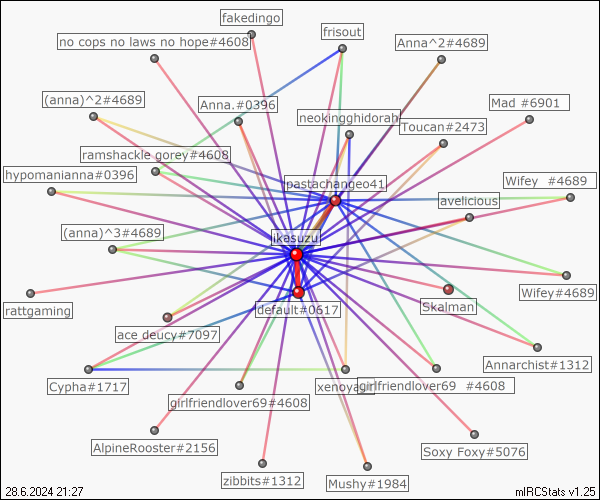 fakedingo
frisout
no cops no laws no hope#4608
Anna^2#4689
(anna)^2#4689
Anna.#0396
Mad #6901
neokingghidorah
Toucan#2473
ramshackle gorey#4608
hypomanianna#0396
pastachangeo41
Wifey #4689
avelicious
(anna)^3#4689
ikasuzu
Wifey#4689
rattgaming
default#0617
Skalman
ace_deucy#7097
Annarchist#1312
Cypha#1717
girlfriendlover69 #4608
girlfriendlover69#4608
AlpineRooster#2156
Soxy Foxy#5076
zibbits#1312
Mushy#1984
28.6.2024 21:27
mIRCStats v1.25